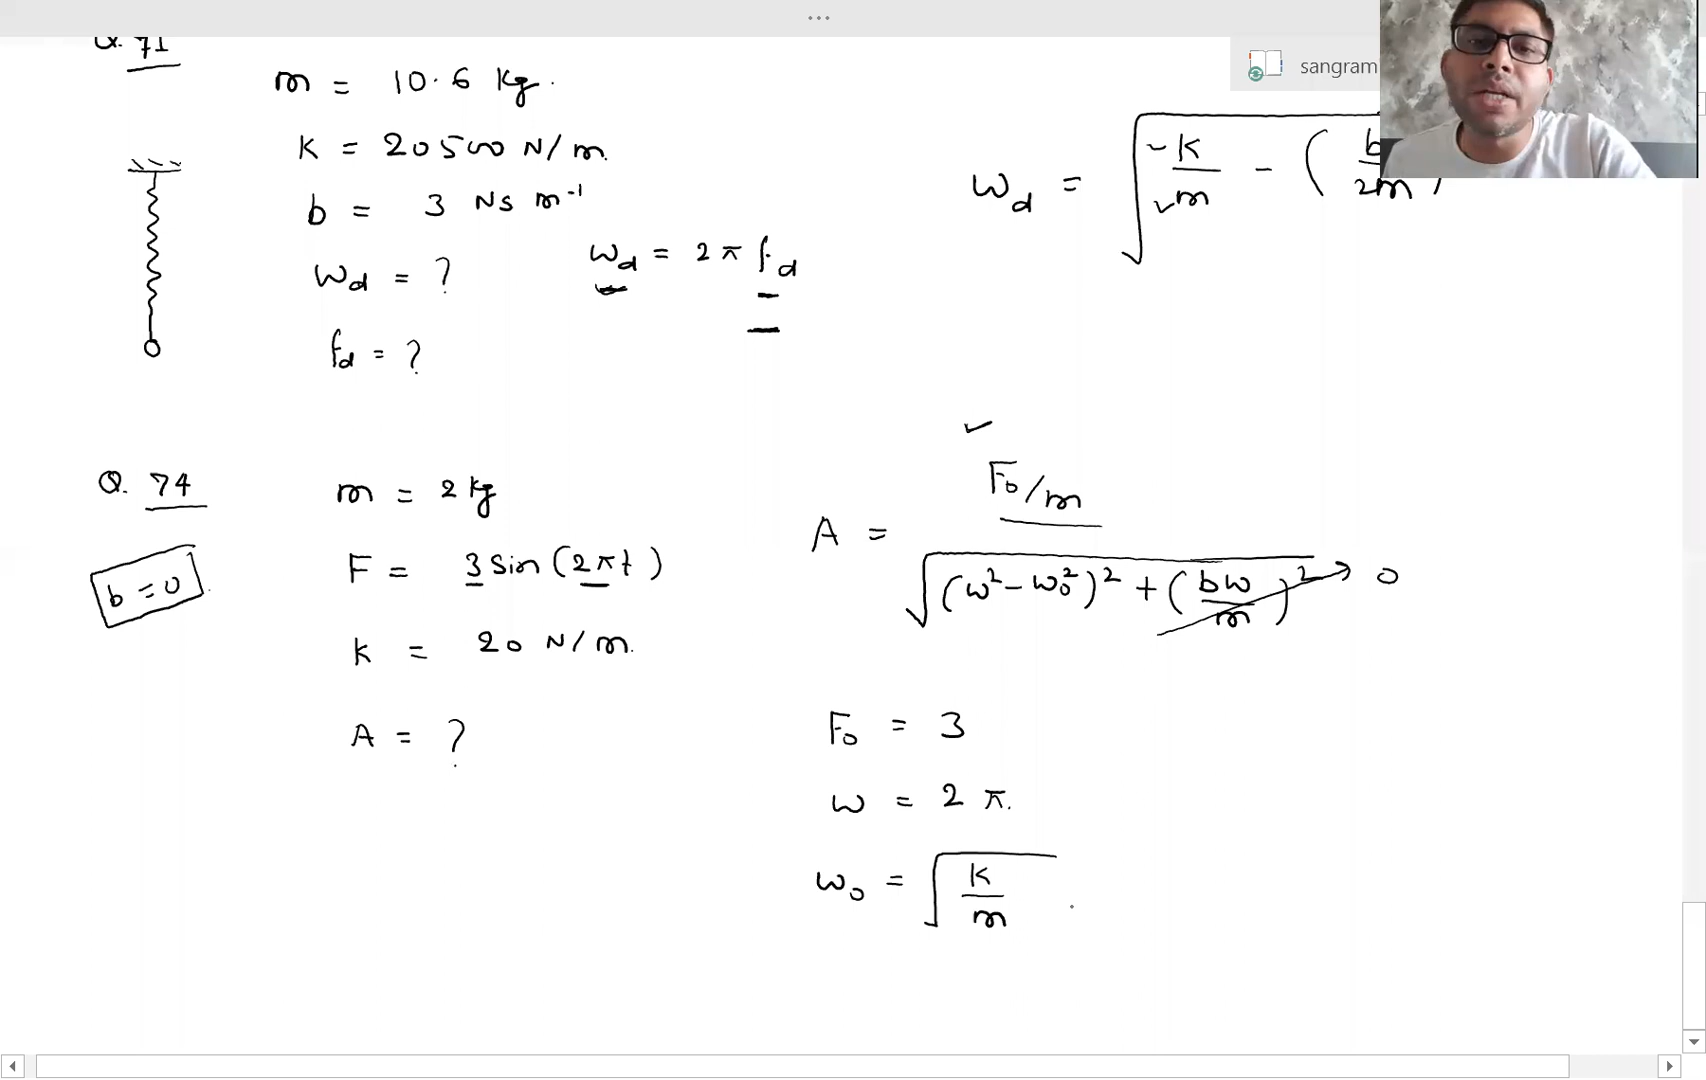 Q. 71
m = 10.6 kg.
K = 20500 N/m.
b = 3 Ns m⁻¹
ωd = ?
ωd = 2π fd
fd = ?
sangram
ωd = √ K/m - ( b/2m )
Q. 74
b = 0
m = 2 kg
F = 3 sin (2πt)
K = 20 N/m.
A = ?
A = F₀/m / √ (ω² - ω₀²)² + (bω/m)² → 0
F₀ = 3
ω = 2π.
ω₀ = √ K/m